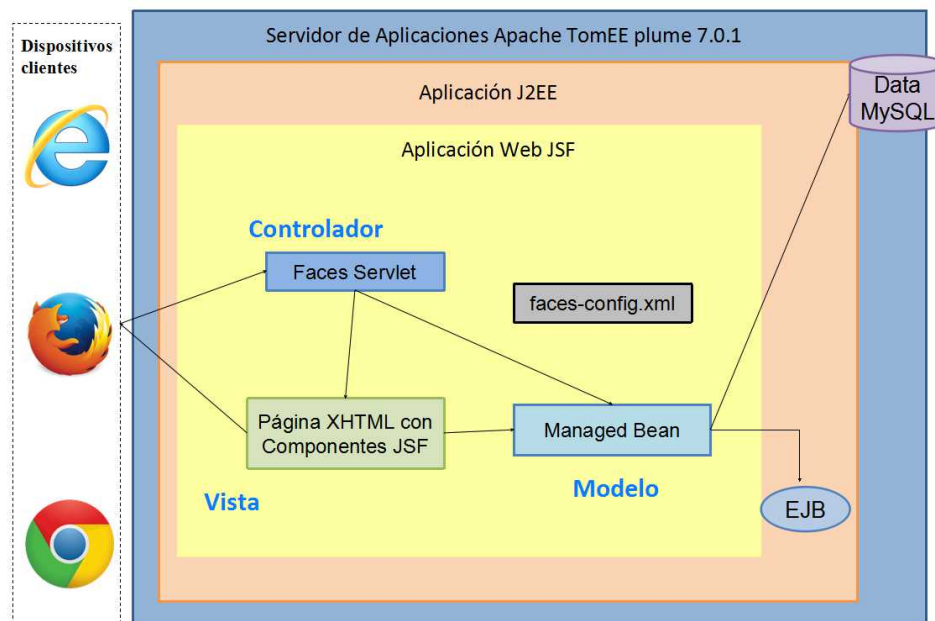 Dispositivos
clientes
Servidor de Aplicaciones Apache TomEE plume 7.0.1
Aplicación J2EE
Data
MySQL
Aplicación Web JSF
Controlador
Faces Servlet
faces-config.xml
Página XHTML con
Componentes JSF
Managed Bean
Vista
Modelo
EJB